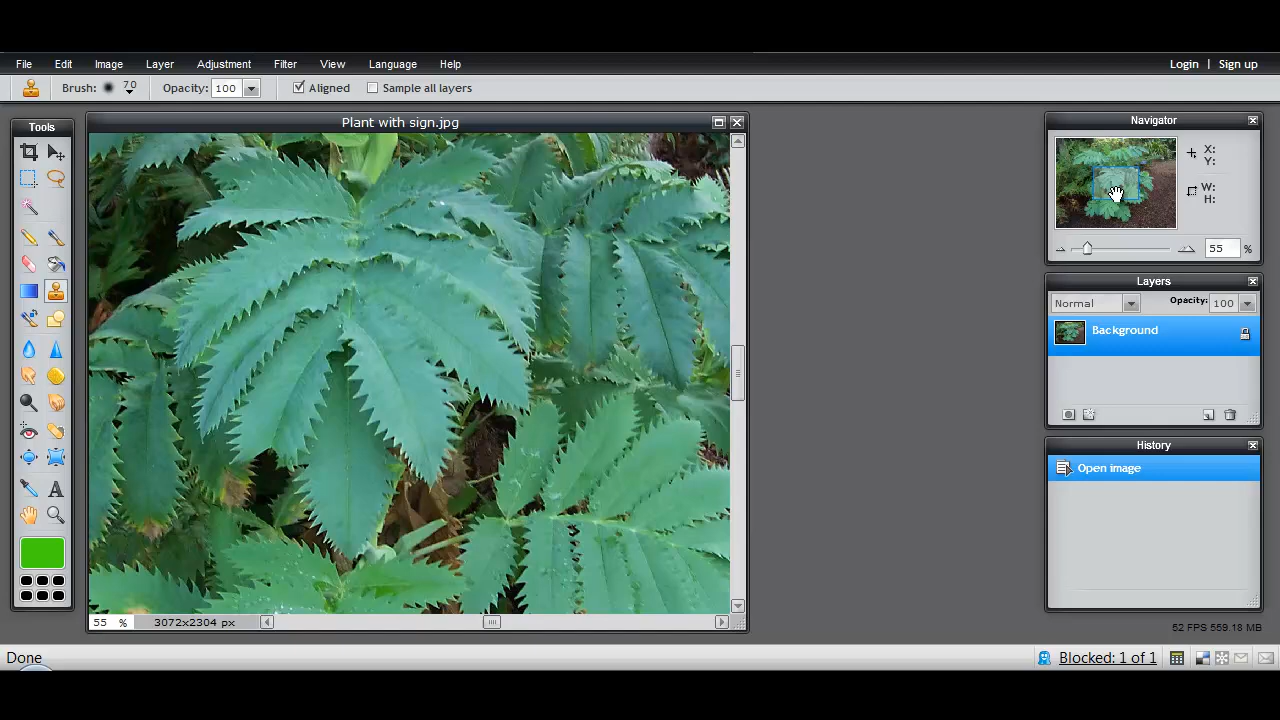 File Edit Image Layer Adjustment Filter View Language Help Login | Sign up
Brush: 70 Opacity: 100 Aligned Sample all layers
Tools
Plant with sign.jpg
55 % 3072x2304 px
Navigator
X:
Y:
W:
H:
55 %
Layers
Normal Opacity: 100
Background
History
Open image
52 FPS 559.18 MB
Done Blocked: 1 of 1